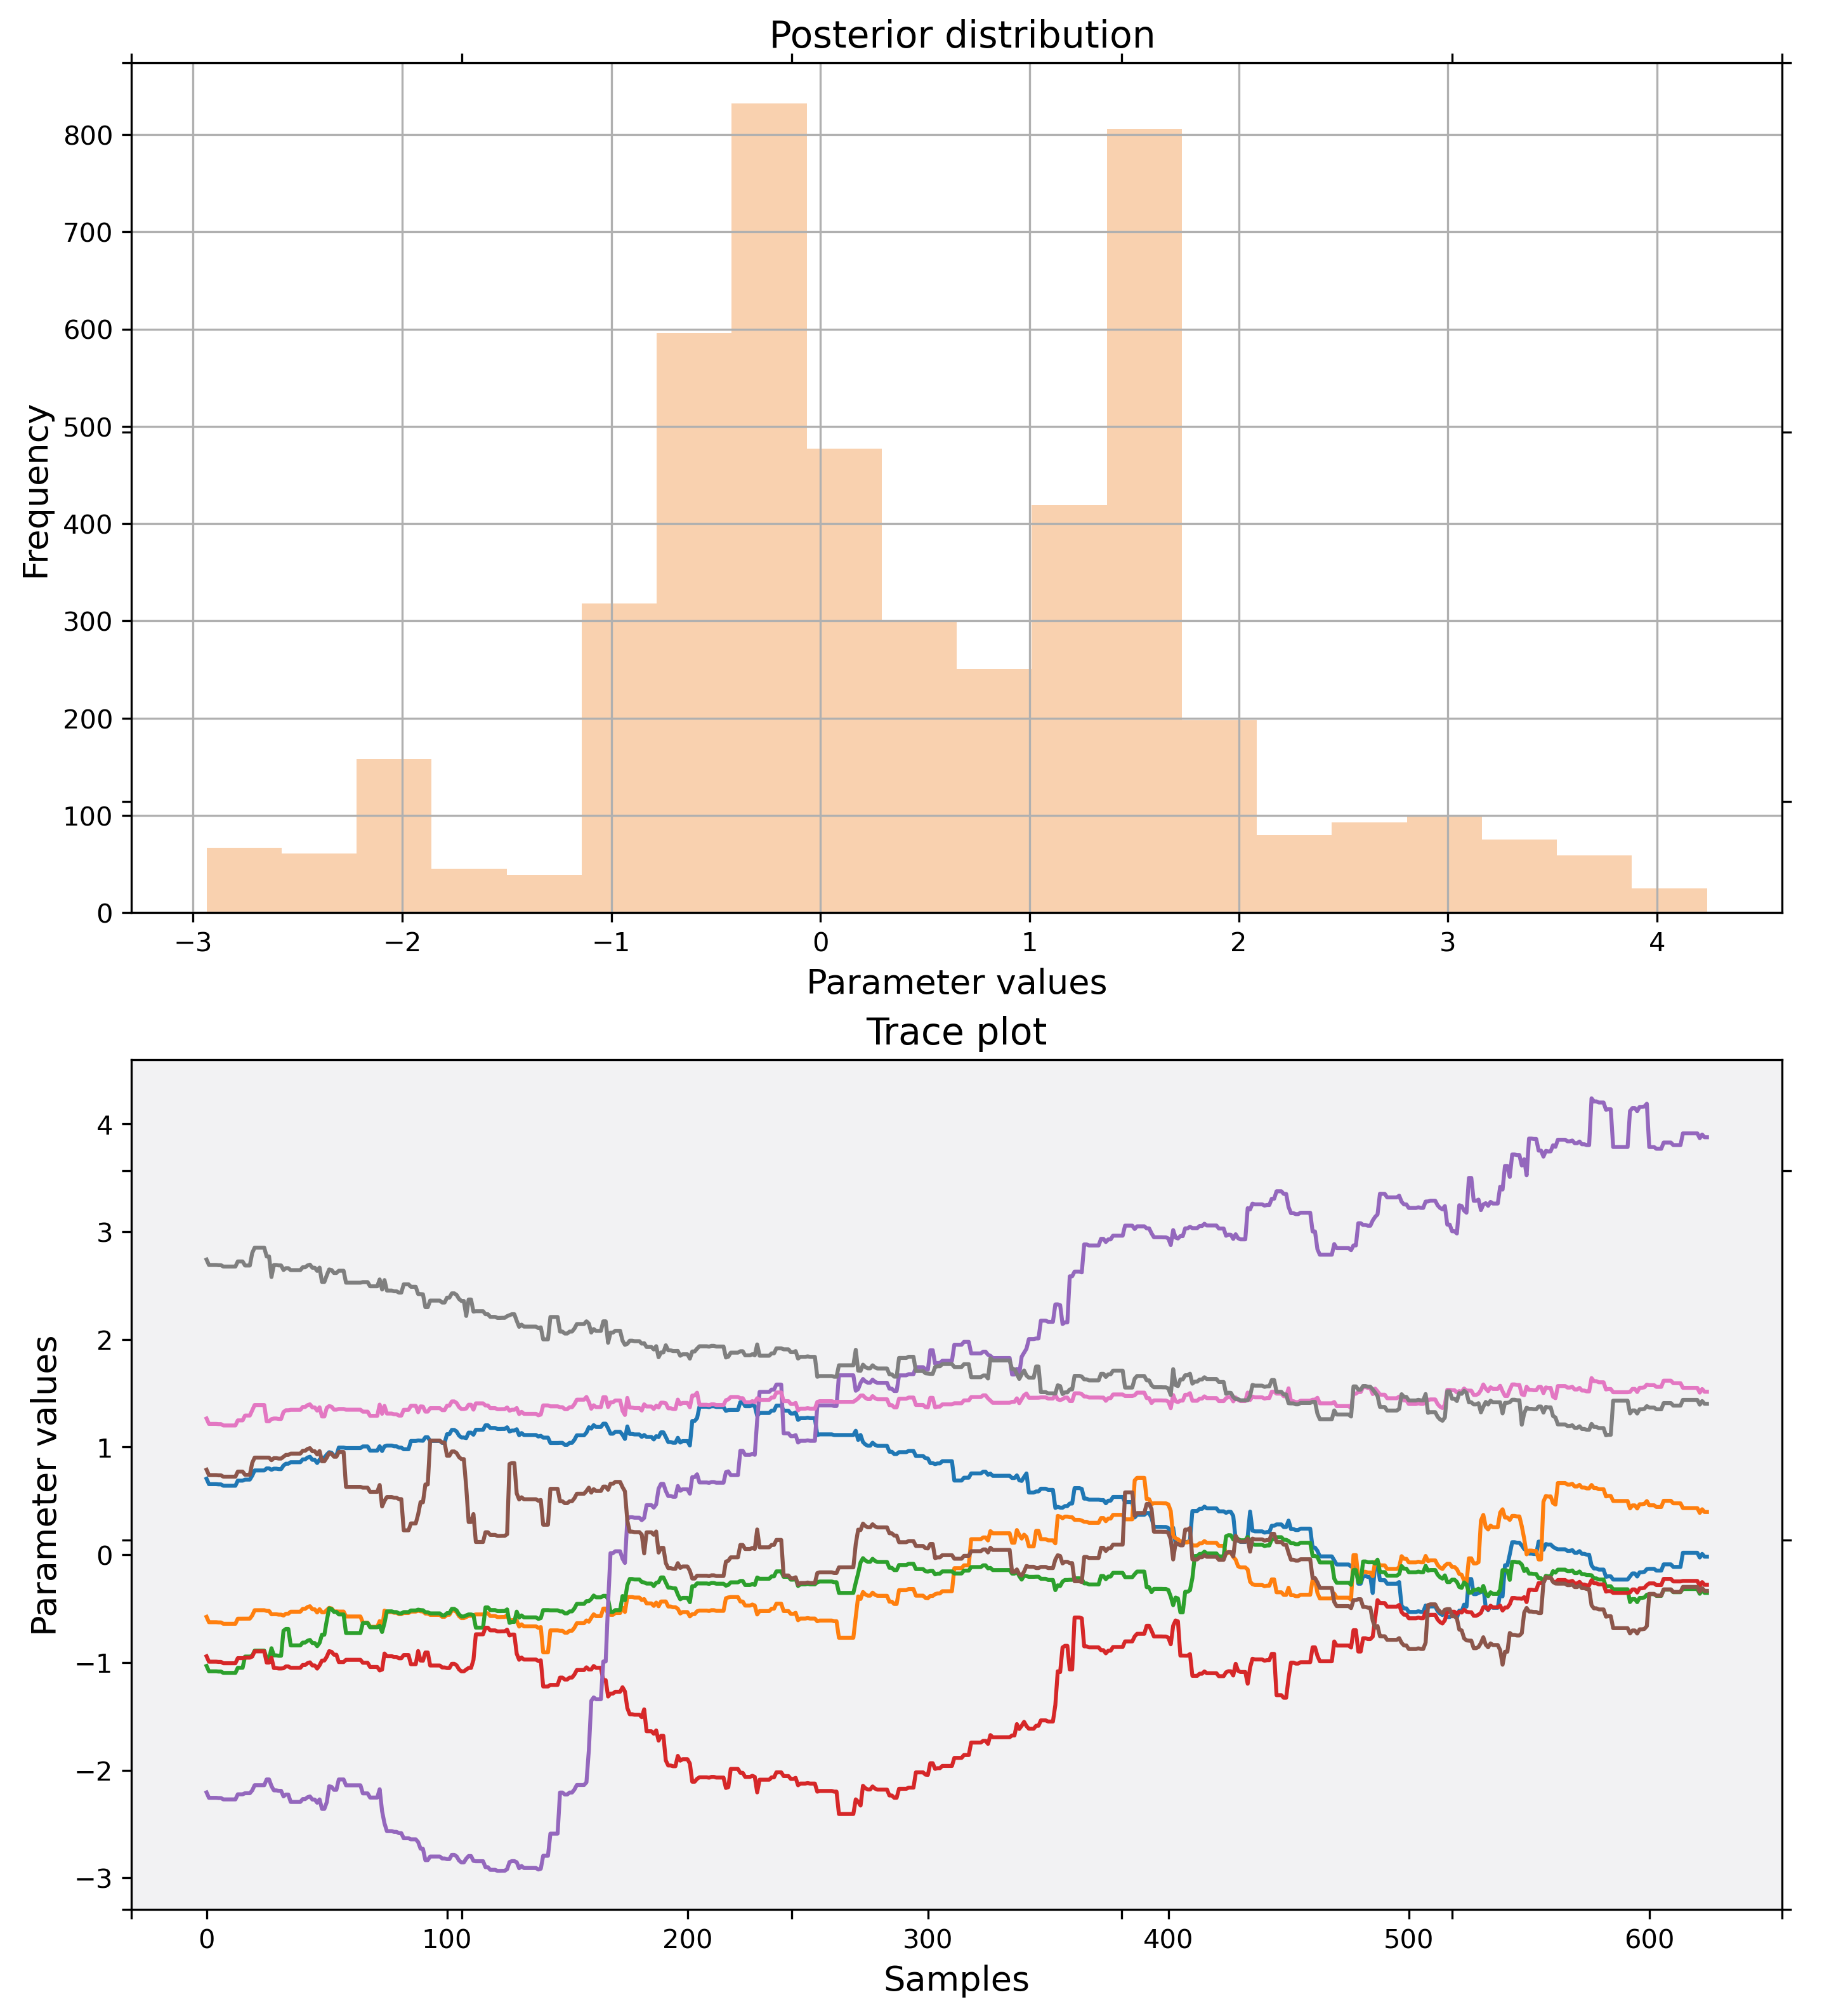 Posterior distribution
Frequency
800
700
600
500
400
300
200
100
0
−3 −2 −1 0 1 2 3 4
Parameter values
Trace plot
Parameter values
4
3
2
1
0
−1
−2
−3
0 100 200 300 400 500 600
Samples